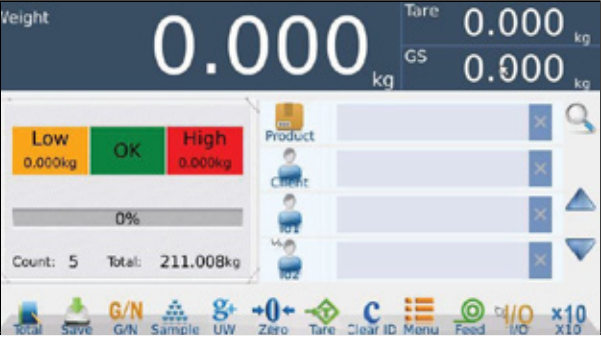 Weight
0.000 kg
Tare 0.000 kg
GS 0.000 kg
Low
0.000kg
OK
High
0.000kg
0%
Count: 5 Total: 211.008kg
Product
Client
Id1
Id2
G/N g+ →0← C I/O ×10
Total Save G/N Sample UW Zero Tare Clear ID Menu Feed I/O X10